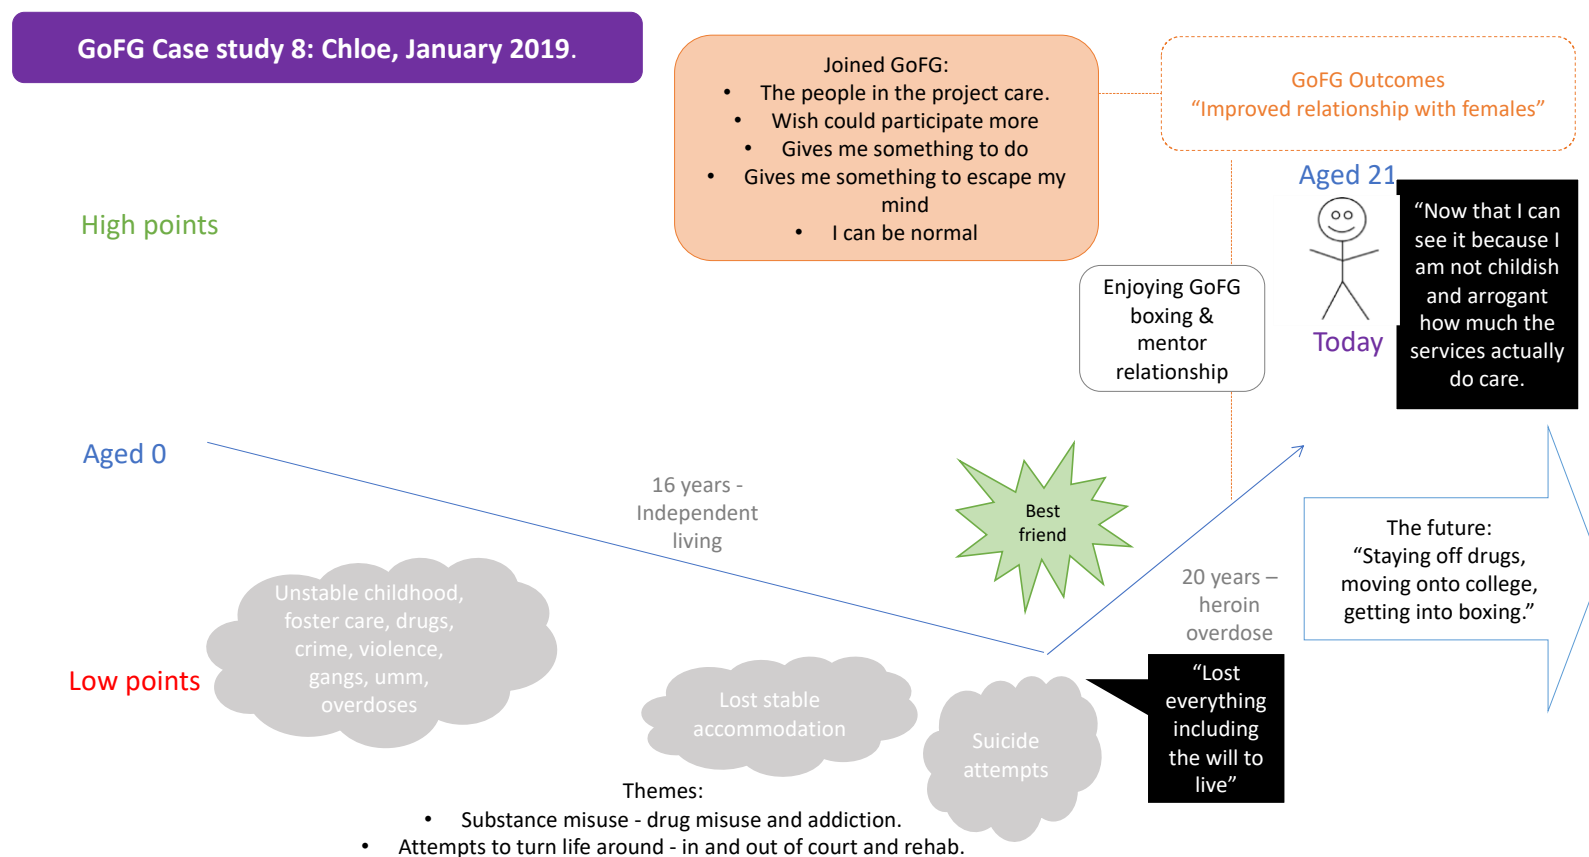 GoFG Case study 8: Chloe, January 2019.
Joined GoFG:
• The people in the project care.
• Wish could participate more
• Gives me something to do
• Gives me something to escape my
mind
• I can be normal
GoFG Outcomes
“Improved relationship with females”
Aged 21
High points
“Now that I can
see it because I
am not childish
and arrogant
how much the
services actually
do care.
Enjoying GoFG
boxing &
mentor
relationship
Today
Aged 0
16 years -
Independent
living
Best
friend
The future:
“Staying off drugs,
moving onto college,
getting into boxing.”
20 years –
heroin
overdose
Unstable childhood,
foster care, drugs,
crime, violence,
gangs, umm,
overdoses
Low points
Lost stable
accommodation
Suicide
attempts
“Lost
everything
including
the will to
live”
Themes:
• Substance misuse - drug misuse and addiction.
• Attempts to turn life around - in and out of court and rehab.